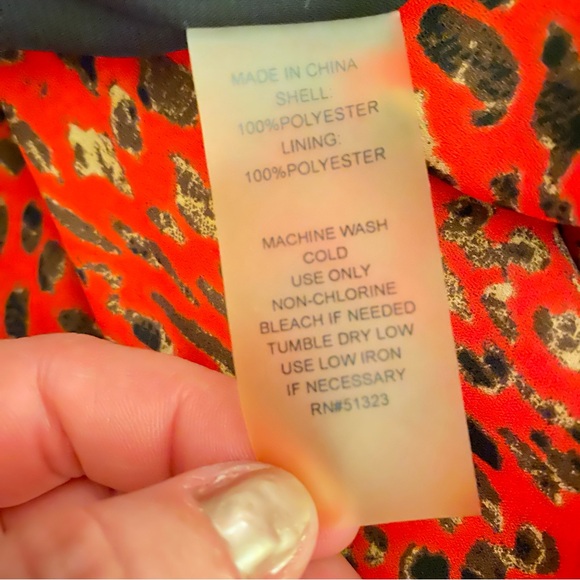 MADE IN CHINA
SHELL:
100%POLYESTER
LINING:
100%POLYESTER
MACHINE WASH
COLD
USE ONLY
NON-CHLORINE
BLEACH IF NEEDED
TUMBLE DRY LOW
USE LOW IRON
IF NECESSARY
RN#51323